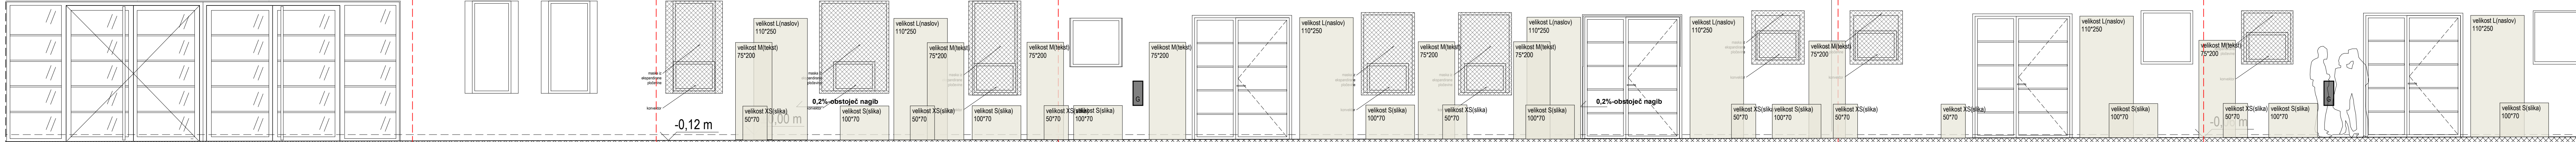 velikost L(naslov)
110*250
velikost M(tekst)
75*200
velikost XS(slika)
50*70
-0,12 m
0,2%-obstoječ nagib
velikost S(slika)
100*70
velikost L(naslov)
110*250
velikost M(tekst)
75*200
velikost XS(slika)
50*70
velikost S(slika)
100*70
velikost M(tekst)
75*200
velikost XS(slika)
50*70
velikost S(slika)
100*70
G
velikost M(tekst)
75*200
velikost L(naslov)
110*250
velikost S(slika)
100*70
velikost M(tekst)
75*200
velikost XS(slika)
50*70
velikost L(naslov)
110*250
velikost M(tekst)
75*200
velikost S(slika)
100*70
0,2%-obstoječ nagib
velikost L(naslov)
110*250
velikost XS(slika)
50*70
velikost S(slika)
100*70
velikost M(tekst)
75*200
velikost XS(slika)
50*70
velikost XS(slika)
50*70
velikost L(naslov)
110*250
velikost S(slika)
100*70
velikost M(tekst)
75*200
velikost XS(slika)
50*70
velikost S(slika)
100*70
G
velikost L(naslov)
110*250
velikost S(slika)
100*70